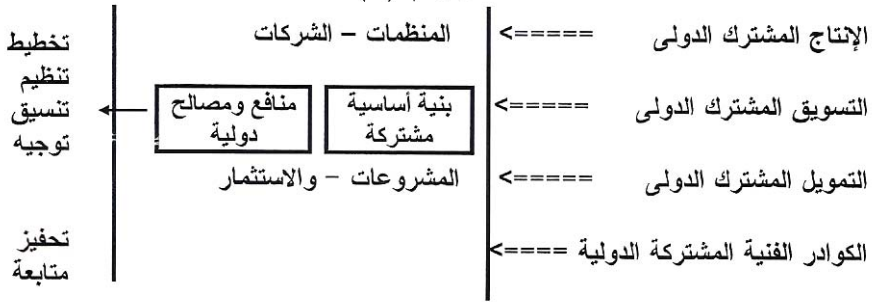 الإنتاج المشترك الدولى <===== المنظمات – الشركات تخطيط
تنظيم
التسويق المشترك الدولى <===== بنية أساسية منافع ومصالح تنسيق
مشتركة دولية توجيه
التمويل المشترك الدولى <===== المشروعات – والاستثمار
الكوادر الفنية المشتركة الدولية <==== تحفيز
متابعة